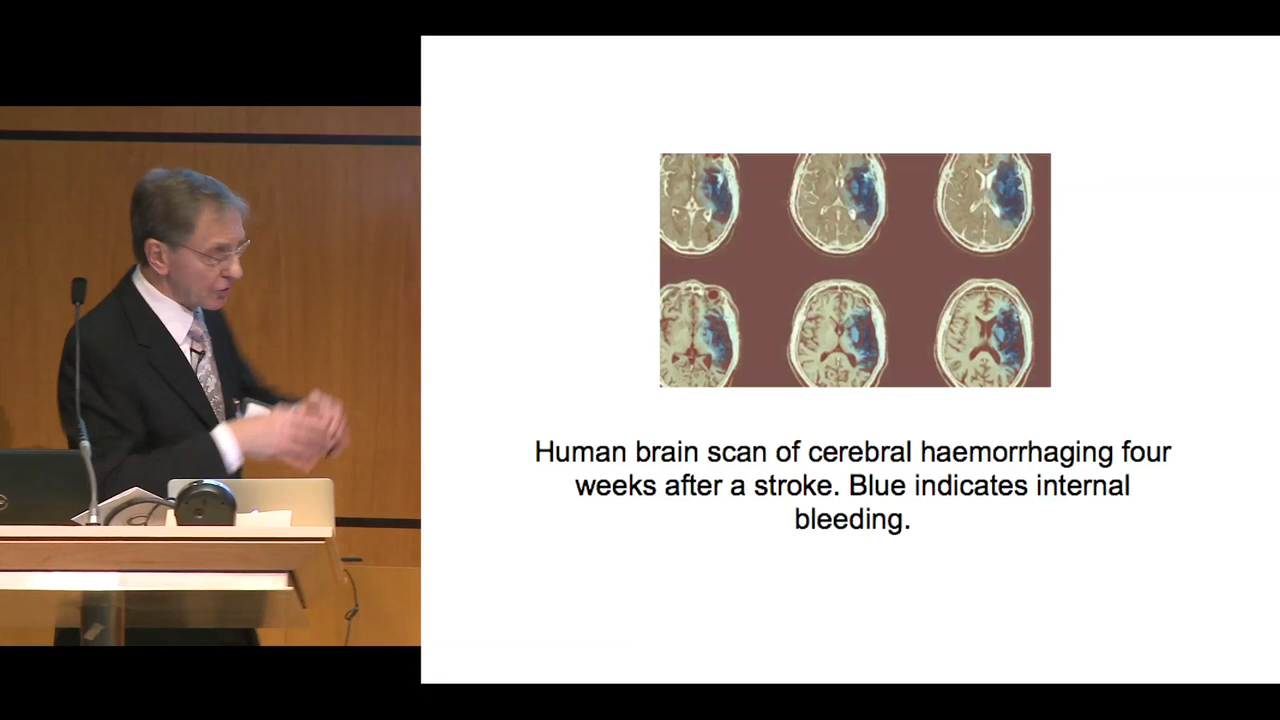 Human brain scan of cerebral haemorrhaging four
weeks after a stroke. Blue indicates internal
bleeding.